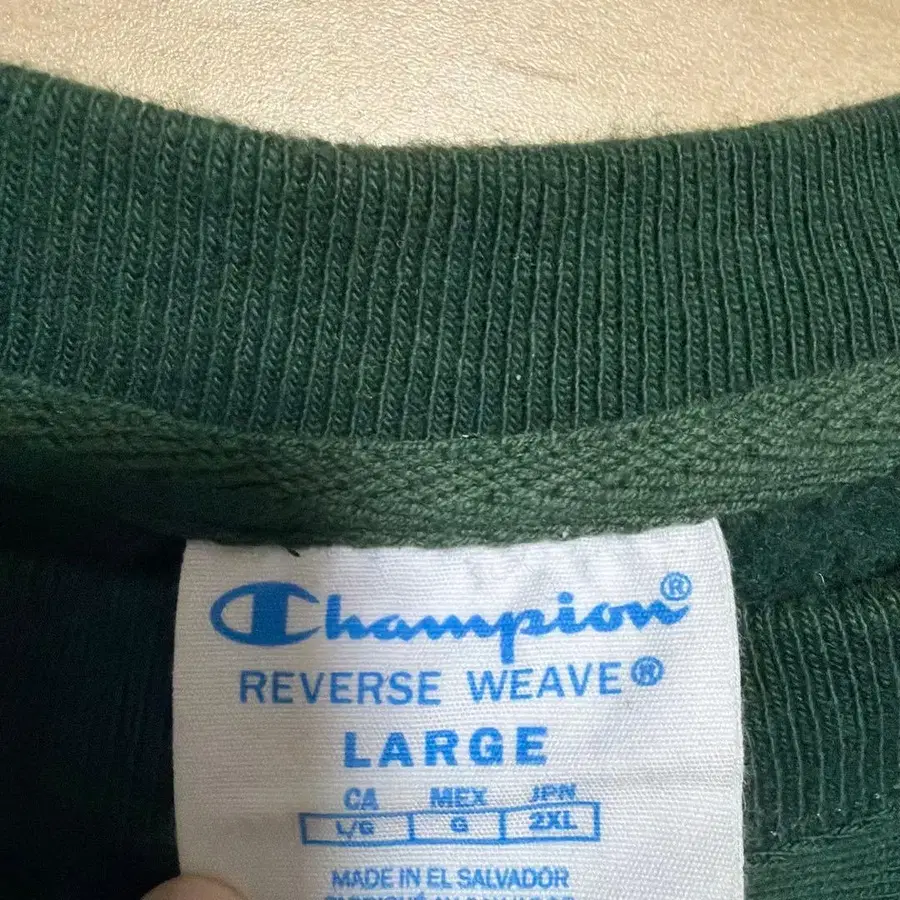 Champion®
REVERSE WEAVE®
LARGE
CA MEX JPN
L/G G 2XL
MADE IN EL SALVADOR